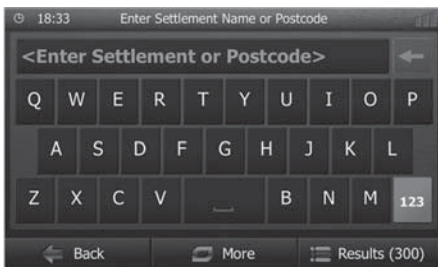 18:33 Enter Settlement Name or Postcode
<Enter Settlement or Postcode>
Q W E R T Y U I O P
A S D F G H J K L
Z X C V B N M 123
Back More Results (300)